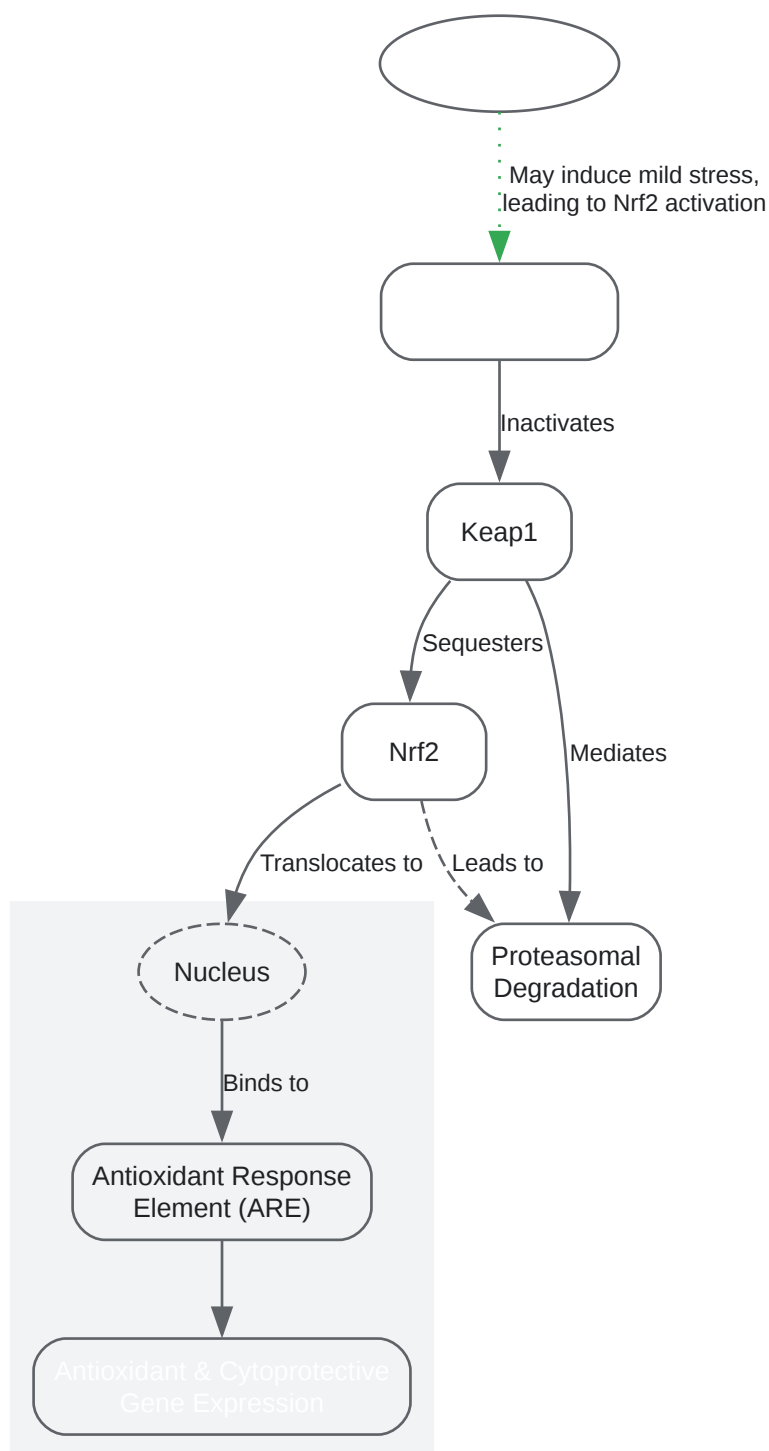 May induce mild stress,
leading to Nrf2 activation
Inactivates
Keap1
Sequesters
Nrf2
Mediates
Translocates to
Leads to
Nucleus
Proteasomal
Degradation
Binds to
Antioxidant Response
Element (ARE)
Antioxidant & Cytoprotective
Gene Expression